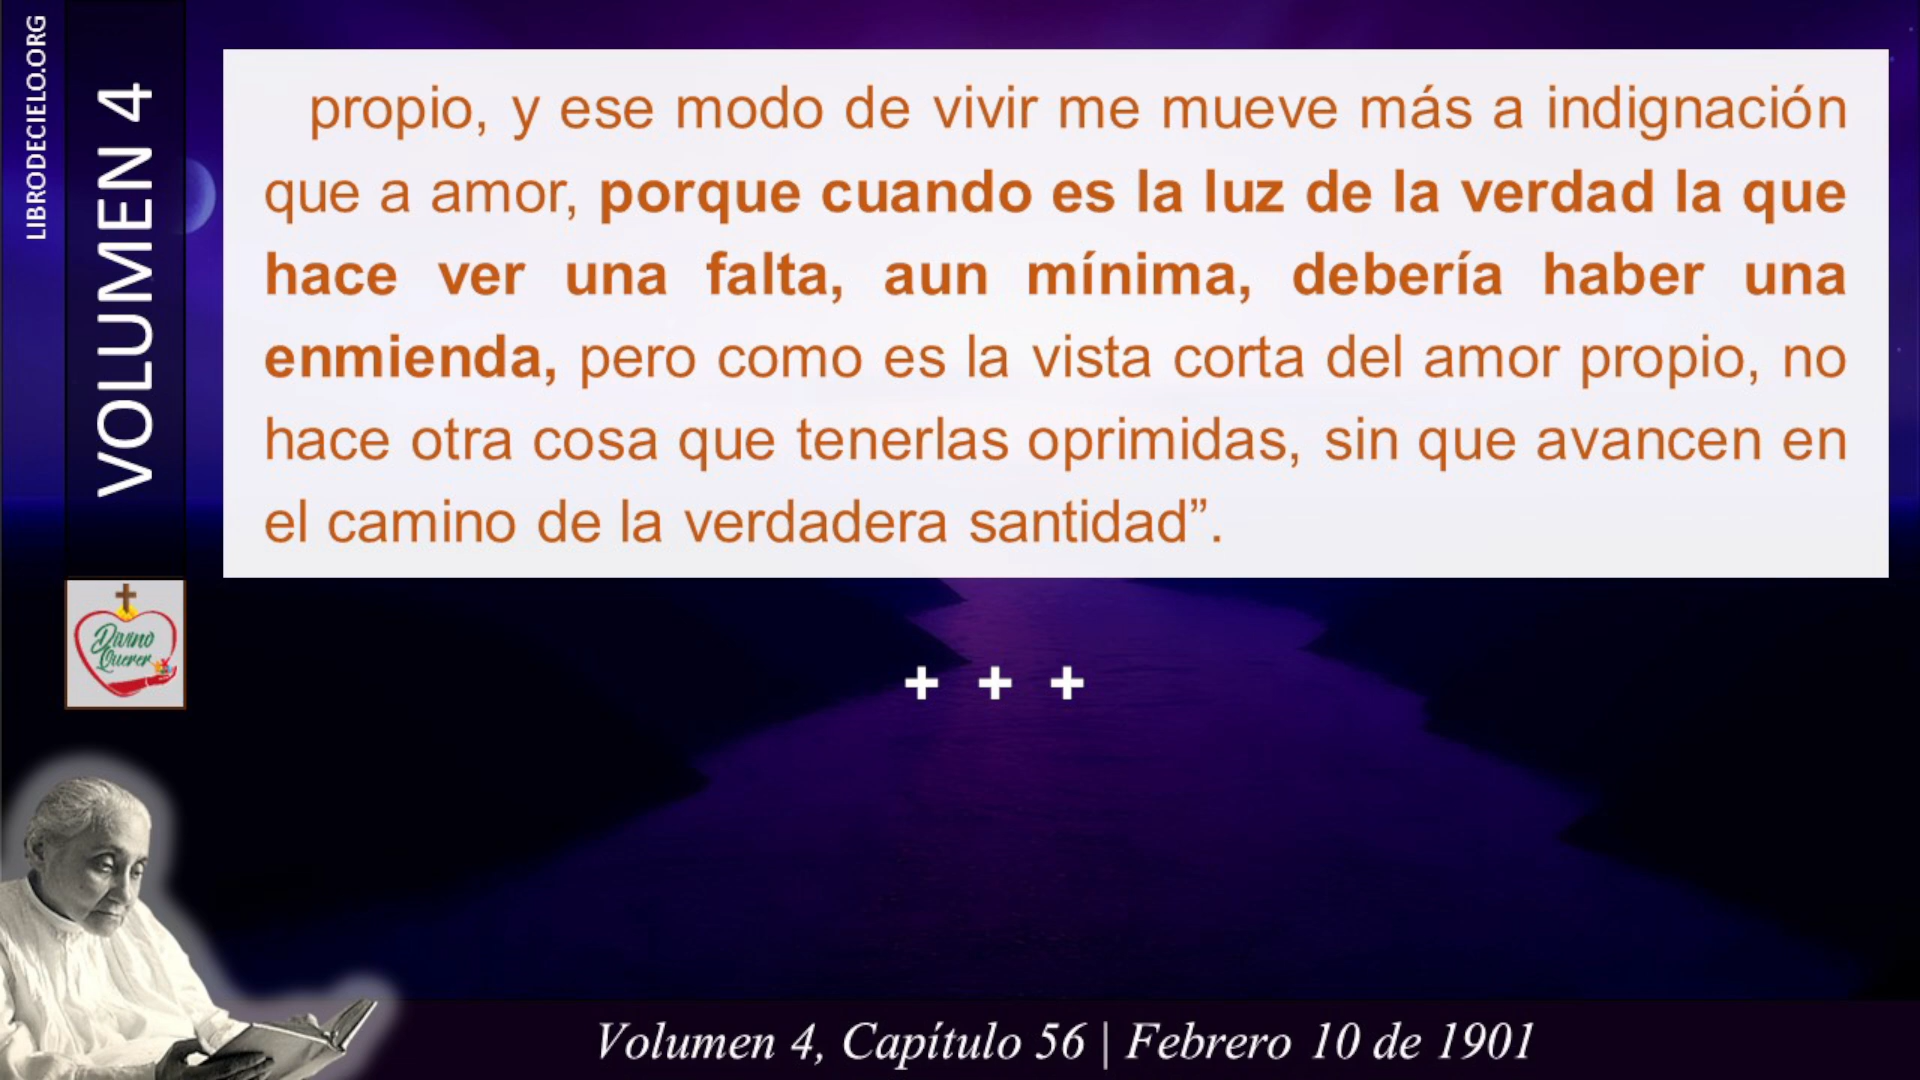 LIBRODECIELO.ORG
VOLUMEN 4
propio, y ese modo de vivir me mueve más a indignación
que a amor, porque cuando es la luz de la verdad la que
hace ver una falta, aun mínima, debería haber una
enmienda, pero como es la vista corta del amor propio, no
hace otra cosa que tenerlas oprimidas, sin que avancen en
el camino de la verdadera santidad”.
Divino
Querer
+ + +
Volumen 4, Capítulo 56 | Febrero 10 de 1901